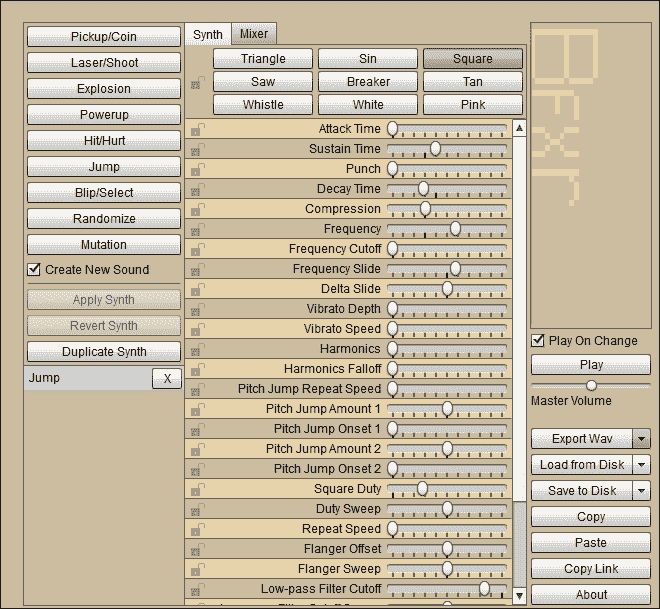 Pickup/Coin
Laser/Shoot
Explosion
Powerup
Hit/Hurt
Jump
Blip/Select
Randomize
Mutation
Create New Sound
Apply Synth
Revert Synth
Duplicate Synth
Jump X
Synth Mixer
Triangle Sin Square
Saw Breaker Tan
Whistle White Pink
Attack Time
Sustain Time
Punch
Decay Time
Compression
Frequency
Frequency Cutoff
Frequency Slide
Delta Slide
Vibrato Depth
Vibrato Speed
Harmonics
Harmonics Falloff
Pitch Jump Repeat Speed
Pitch Jump Amount 1
Pitch Jump Onset 1
Pitch Jump Amount 2
Pitch Jump Onset 2
Square Duty
Duty Sweep
Repeat Speed
Flanger Offset
Flanger Sweep
Low-pass Filter Cutoff
BFXR
Play On Change
Play
Master Volume
Export Wav
Load from Disk
Save to Disk
Copy
Paste
Copy Link
About